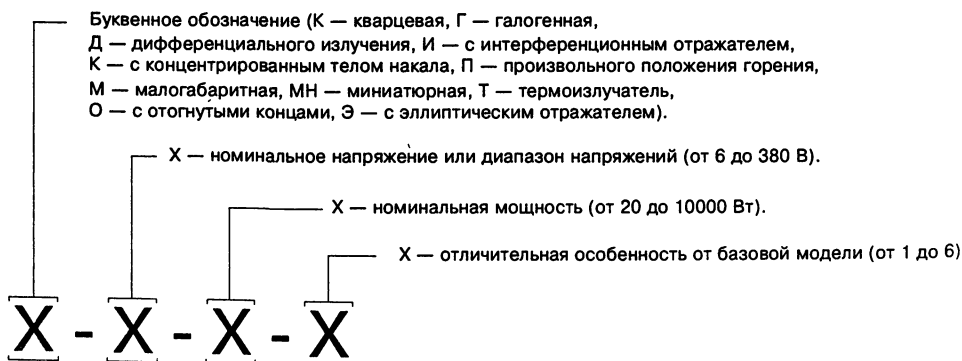 Буквенное обозначение (К — кварцевая, Г — галогенная,
Д — дифференциального излучения, И — с интерференционным отражателем,
К — с концентрированным телом накала, П — произвольного положения горения,
М — малогабаритная, МН — миниатюрная, Т — термоизлучатель,
О — с отогнутыми концами, Э — с эллиптическим отражателем).
Х — номинальное напряжение или диапазон напряжений (от 6 до 380 В).
Х — номинальная мощность (от 20 до 10000 Вт).
Х — отличительная особенность от базовой модели (от 1 до 6)
Х - Х - Х - Х